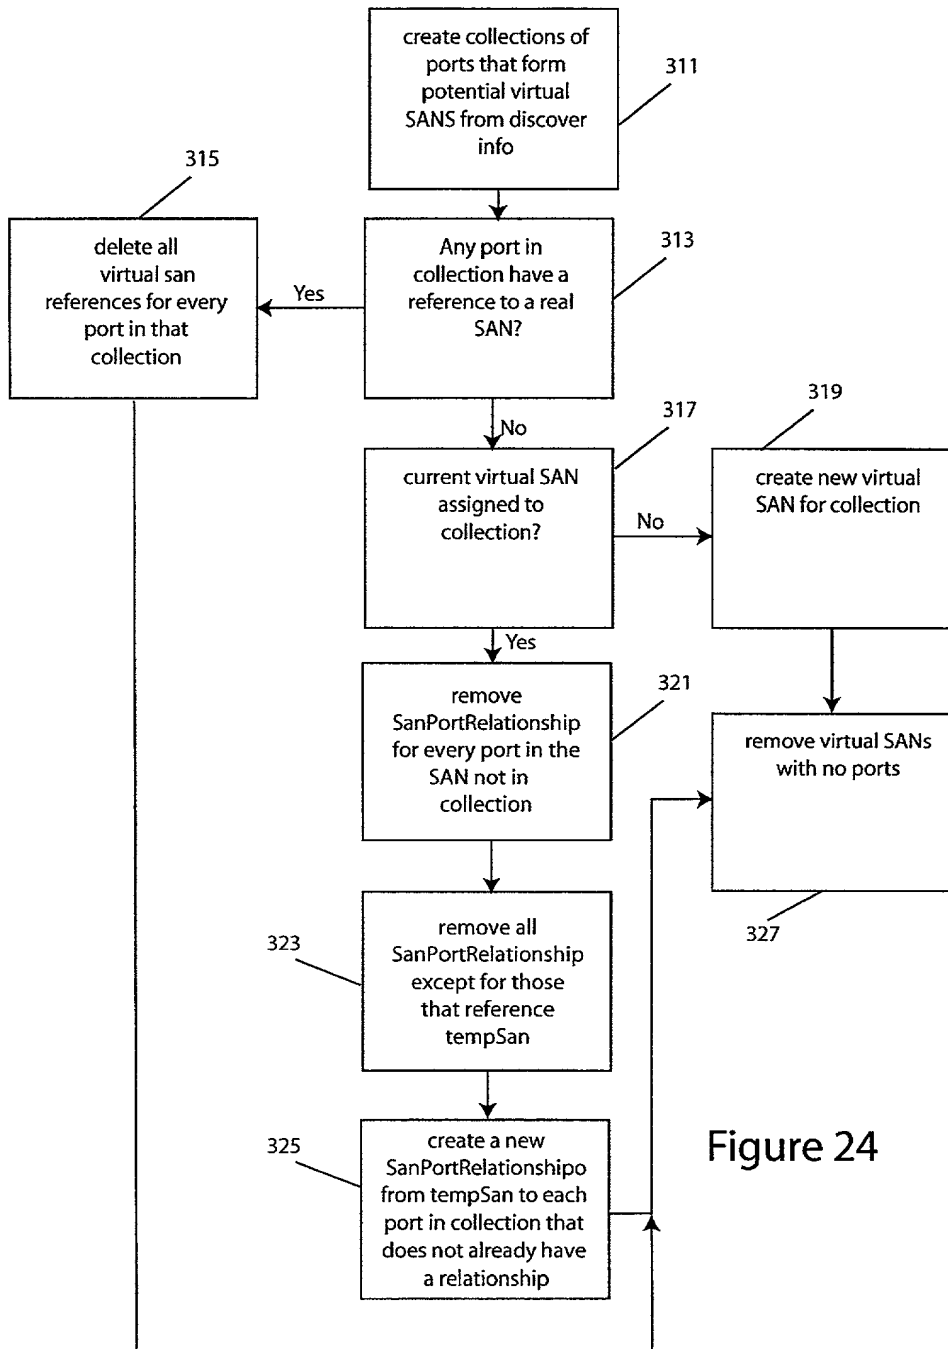 create collections of
ports that form
potential virtual
SANS from discover
info
311
315
delete all
virtual san
references for every
port in that
collection
Yes
Any port in
collection have a
reference to a real
SAN?
313
No
317
319
current virtual SAN
assigned to
collection?
No
create new virtual
SAN for collection
Yes
321
remove
SanPortRelationship
for every port in the
SAN not in
collection
remove virtual SANs
with no ports
327
323
remove all
SanPortRelationship
except for those
that reference
tempSan
325
create a new
SanPortRelationshipo
from tempSan to each
port in collection that
does not already have
a relationship
Figure 24